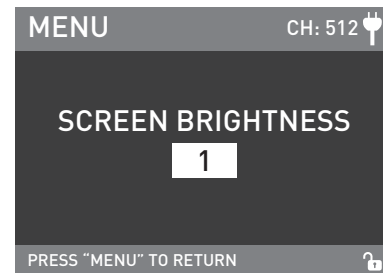 MENU CH: 512
SCREEN BRIGHTNESS
1
PRESS “MENU” TO RETURN